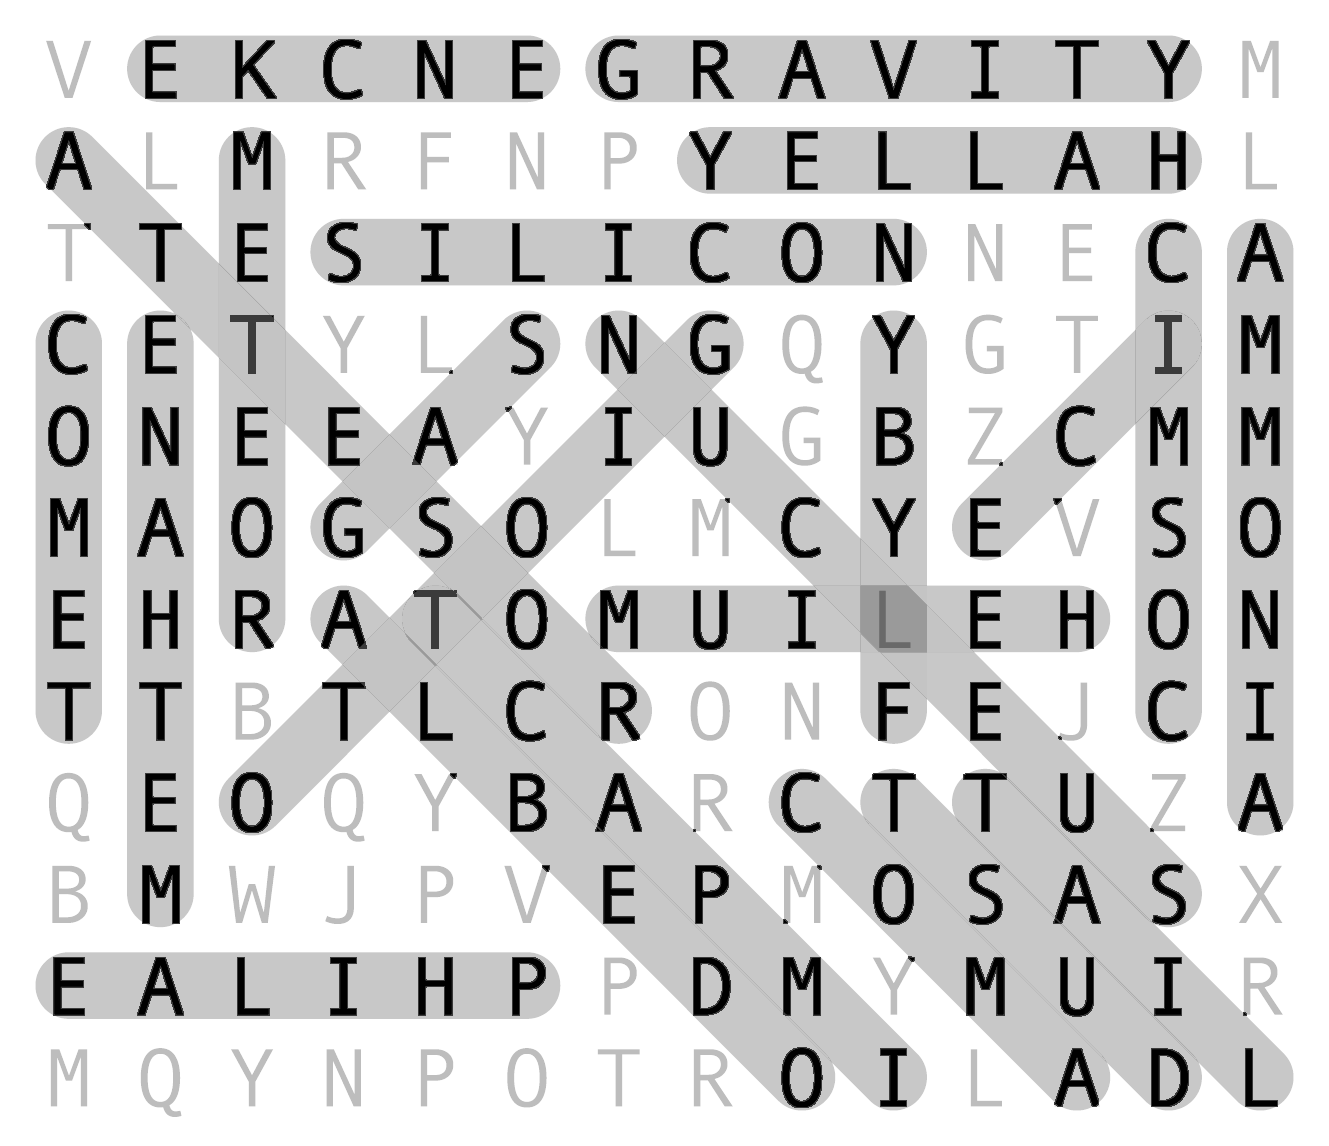 V E K C N E G R A V I T Y M
A L M R F N P Y E L L A H L
T T E S I L I C O N N E C A
C E T Y L S N G Q Y G T I M
O N E E A Y I U G B Z C M M
M A O G S O L M C Y E V S O
E H R A T O M U I L E H O N
T T B T L C R O N F E J C I
Q E O Q Y B A R C T T U Z A
B M W J P V E P M O S A S X
E A L I H P P D M Y M U I R
M Q Y N P O T R O I L A D L